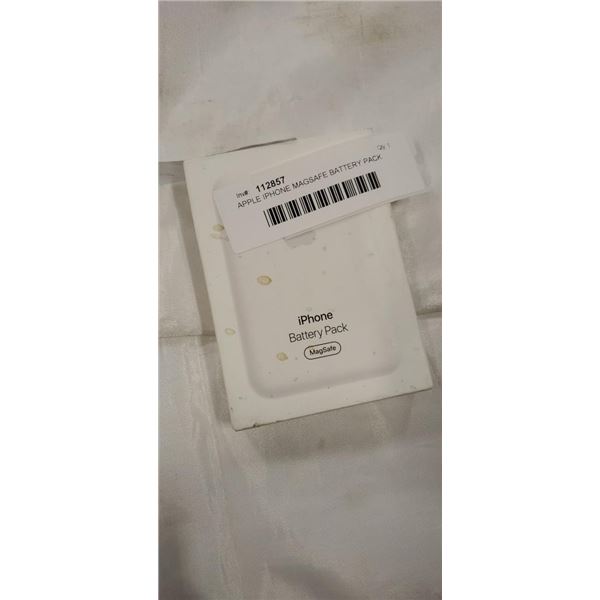 Inv#: 112857 Qty 1
APPLE IPHONE MAGSAFE BATTERY PACK
iPhone
Battery Pack
MagSafe